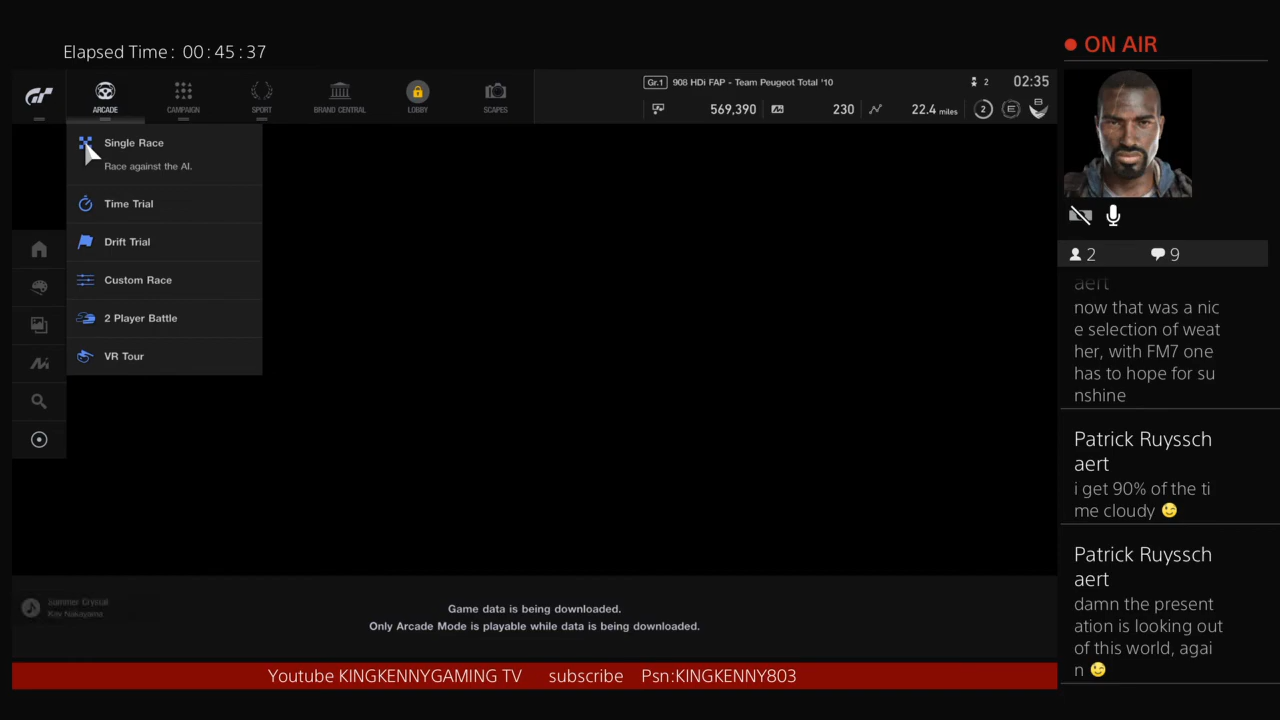 Elapsed Time: 00:45:37
ON AIR
GT
ARCADE
CAMPAIGN
SPORT
BRAND CENTRAL
LOBBY
SCAPES
Gr.1 908 HDi FAP - Team Peugeot Total '10
2
02:35
569,390
230
22.4 miles
2
E
B
Single Race
Race against the AI.
Time Trial
Drift Trial
Custom Race
2 Player Battle
VR Tour
2
9
aert
now that was a nic
e selection of weat
her, with FM7 one
has to hope for su
nshine
Patrick Ruyssch
aert
i get 90% of the ti
me cloudy 😉
Patrick Ruyssch
aert
damn the present
ation is looking out
of this world, agai
n 😉
Summer Crystal
Koy Nakayama
Game data is being downloaded.
Only Arcade Mode is playable while data is being downloaded.
Youtube KINGKENNYGAMING TV subscribe Psn:KINGKENNY803